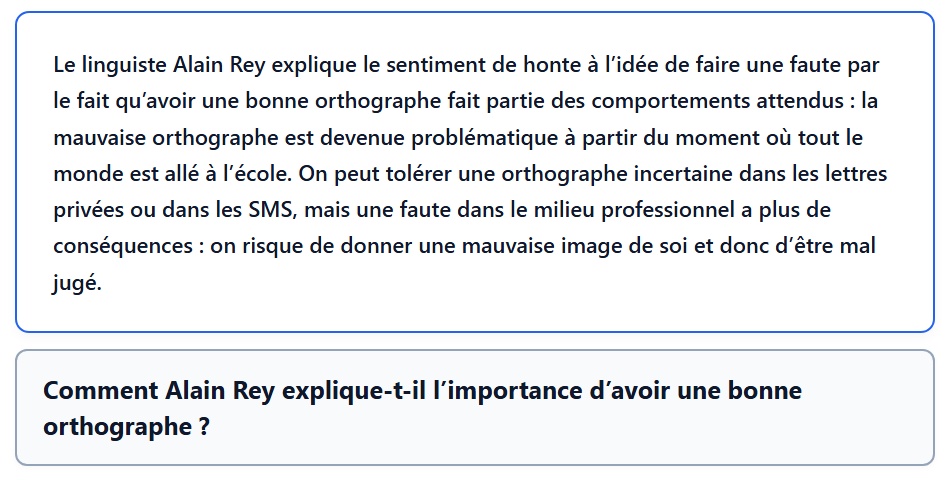 Le linguiste Alain Rey explique le sentiment de honte à l’idée de faire une faute par
le fait qu’avoir une bonne orthographe fait partie des comportements attendus : la
mauvaise orthographe est devenue problématique à partir du moment où tout le
monde est allé à l’école. On peut tolérer une orthographe incertaine dans les lettres
privées ou dans les SMS, mais une faute dans le milieu professionnel a plus de
conséquences : on risque de donner une mauvaise image de soi et donc d’être mal
jugé.
Comment Alain Rey explique-t-il l’importance d’avoir une bonne
orthographe ?